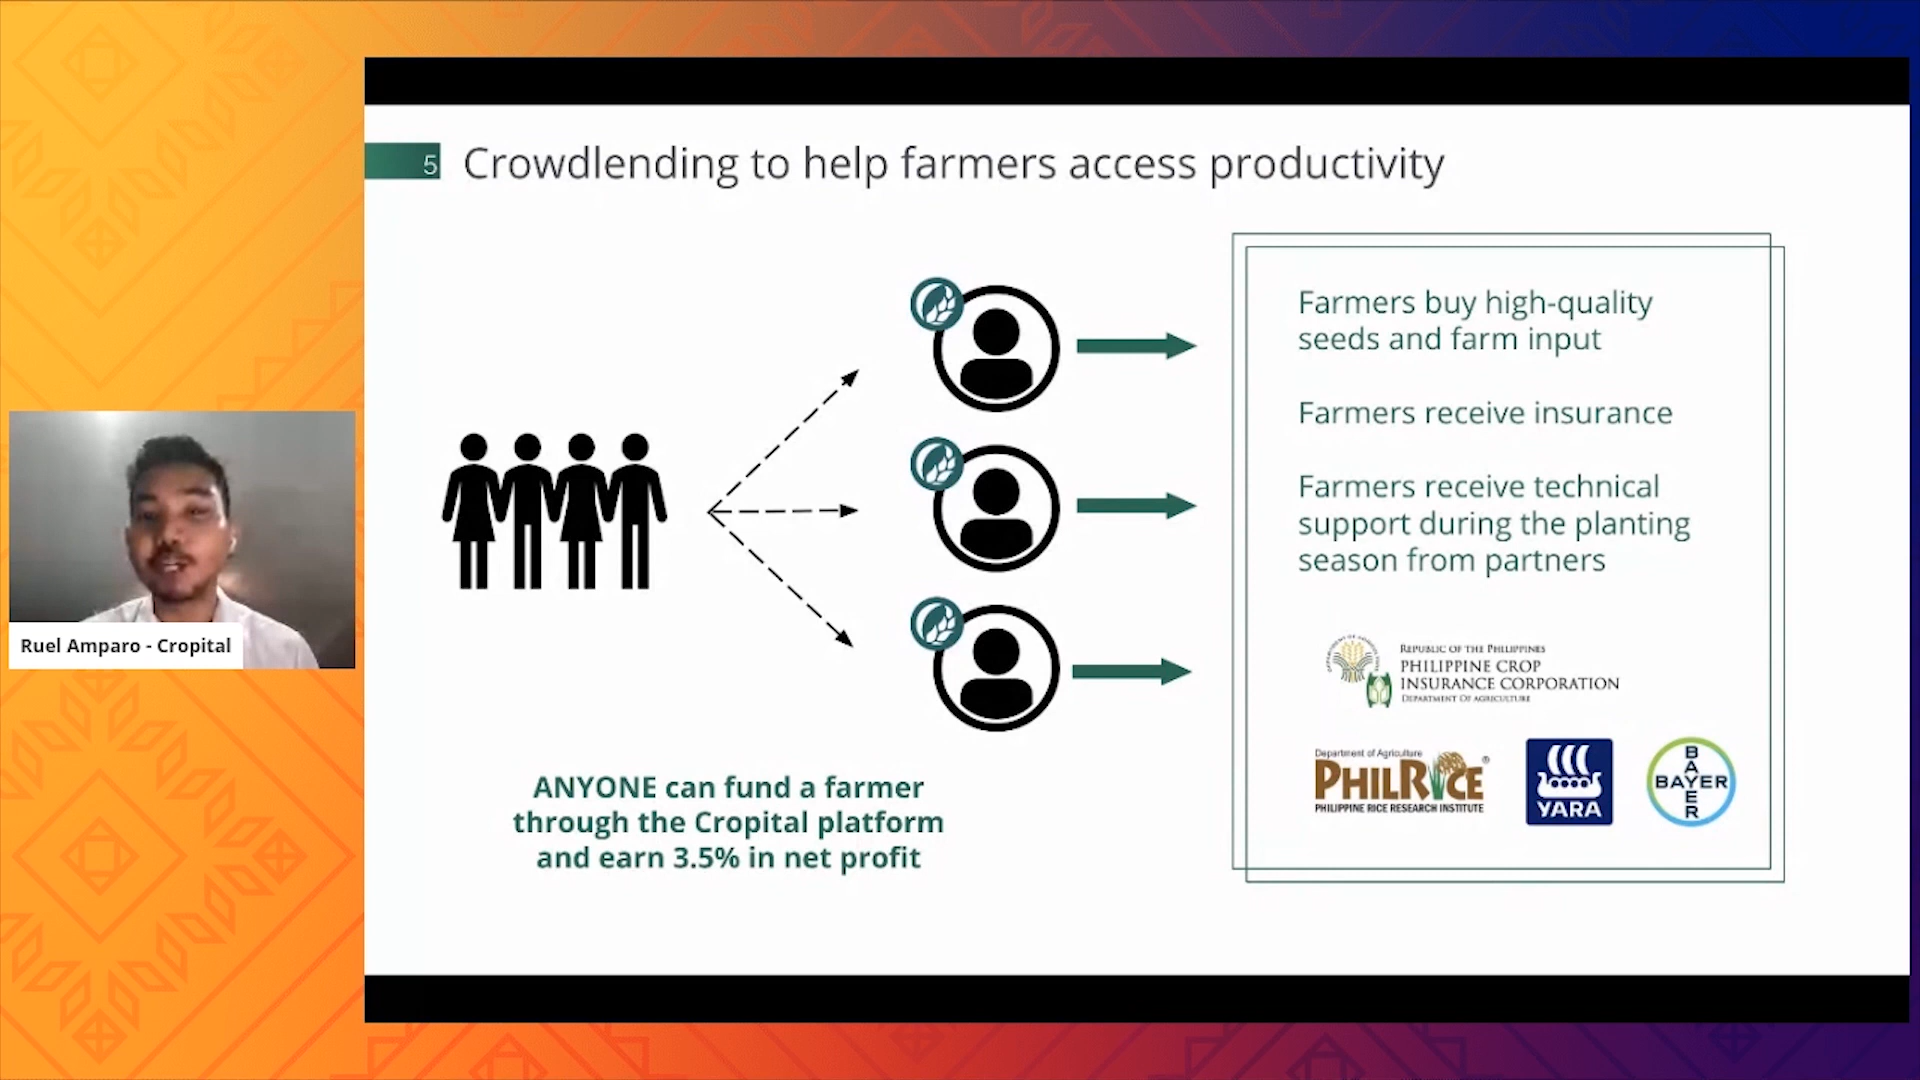 5
Crowdlending to help farmers access productivity
Farmers buy high-quality
seeds and farm input
Farmers receive insurance
Farmers receive technical
support during the planting
season from partners
REPUBLIC OF THE PHILIPPINES
PHILIPPINE CROP
INSURANCE CORPORATION
DEPARTMENT OF AGRICULTURE
Department of Agriculture
PHILRICE®
PHILIPPINE RICE RESEARCH INSTITUTE
YARA
BAYER
BAYER
ANYONE can fund a farmer
through the Cropital platform
and earn 3.5% in net profit
Ruel Amparo - Cropital